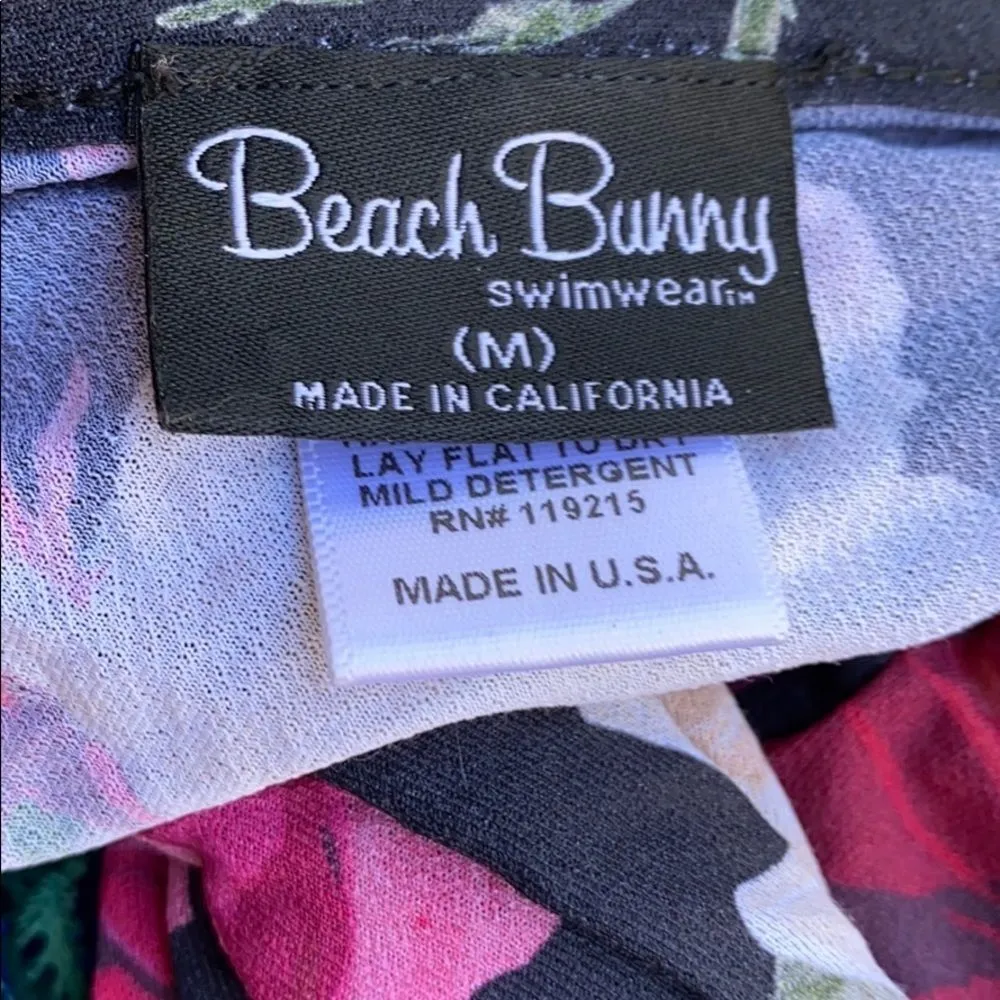 Beach Bunny
swimwear™
(M)
MADE IN CALIFORNIA
LAY FLAT TO DRY
MILD DETERGENT
RN# 119215
MADE IN U.S.A.